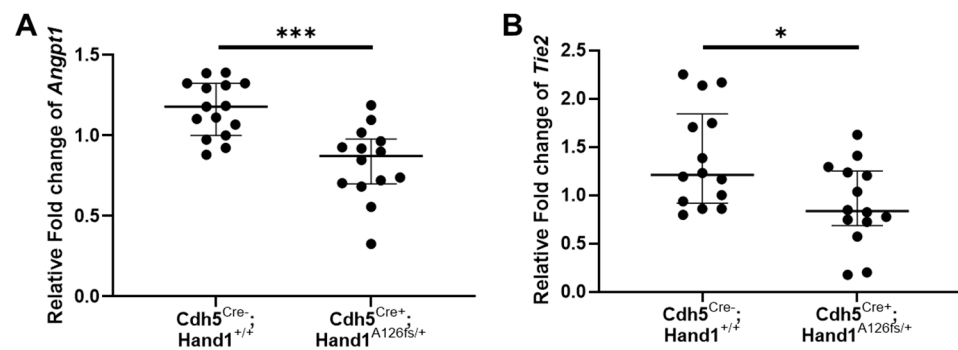 A
***
Relative Fold change of Angpt1
1.5
1.0
0.5
0.0
Cdh5Cre-;
Hand1+/+
Cdh5Cre+;
Hand1A126fs/+
B
*
Relative Fold change of Tie2
2.5
2.0
1.5
1.0
0.5
0.0
Cdh5Cre-;
Hand1+/+
Cdh5Cre+;
Hand1A126fs/+